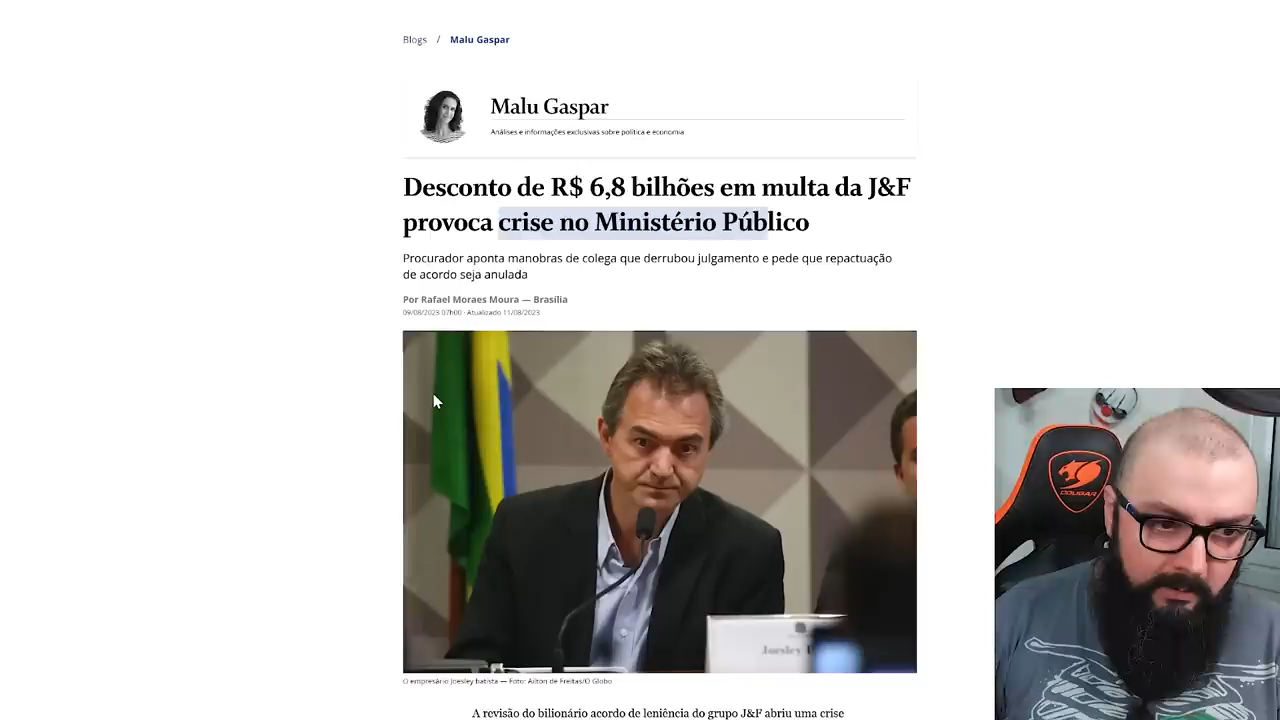 Blogs / Malu Gaspar
Malu Gaspar
Análises e informações exclusivas sobre política e economia
Desconto de R$ 6,8 bilhões em multa da J&F
provoca crise no Ministério Público
Procurador aponta manobras de colega que derrubou julgamento e pede que repactuação
de acordo seja anulada
Por Rafael Moraes Moura — Brasília
09/08/2023 07h00 · Atualizado 11/08/2023
Joesley
COUGAR
O empresário Joesley batista — Foto: Ailton de Freitas/O Globo
A revisão do bilionário acordo de leniência do grupo J&F abriu uma crise